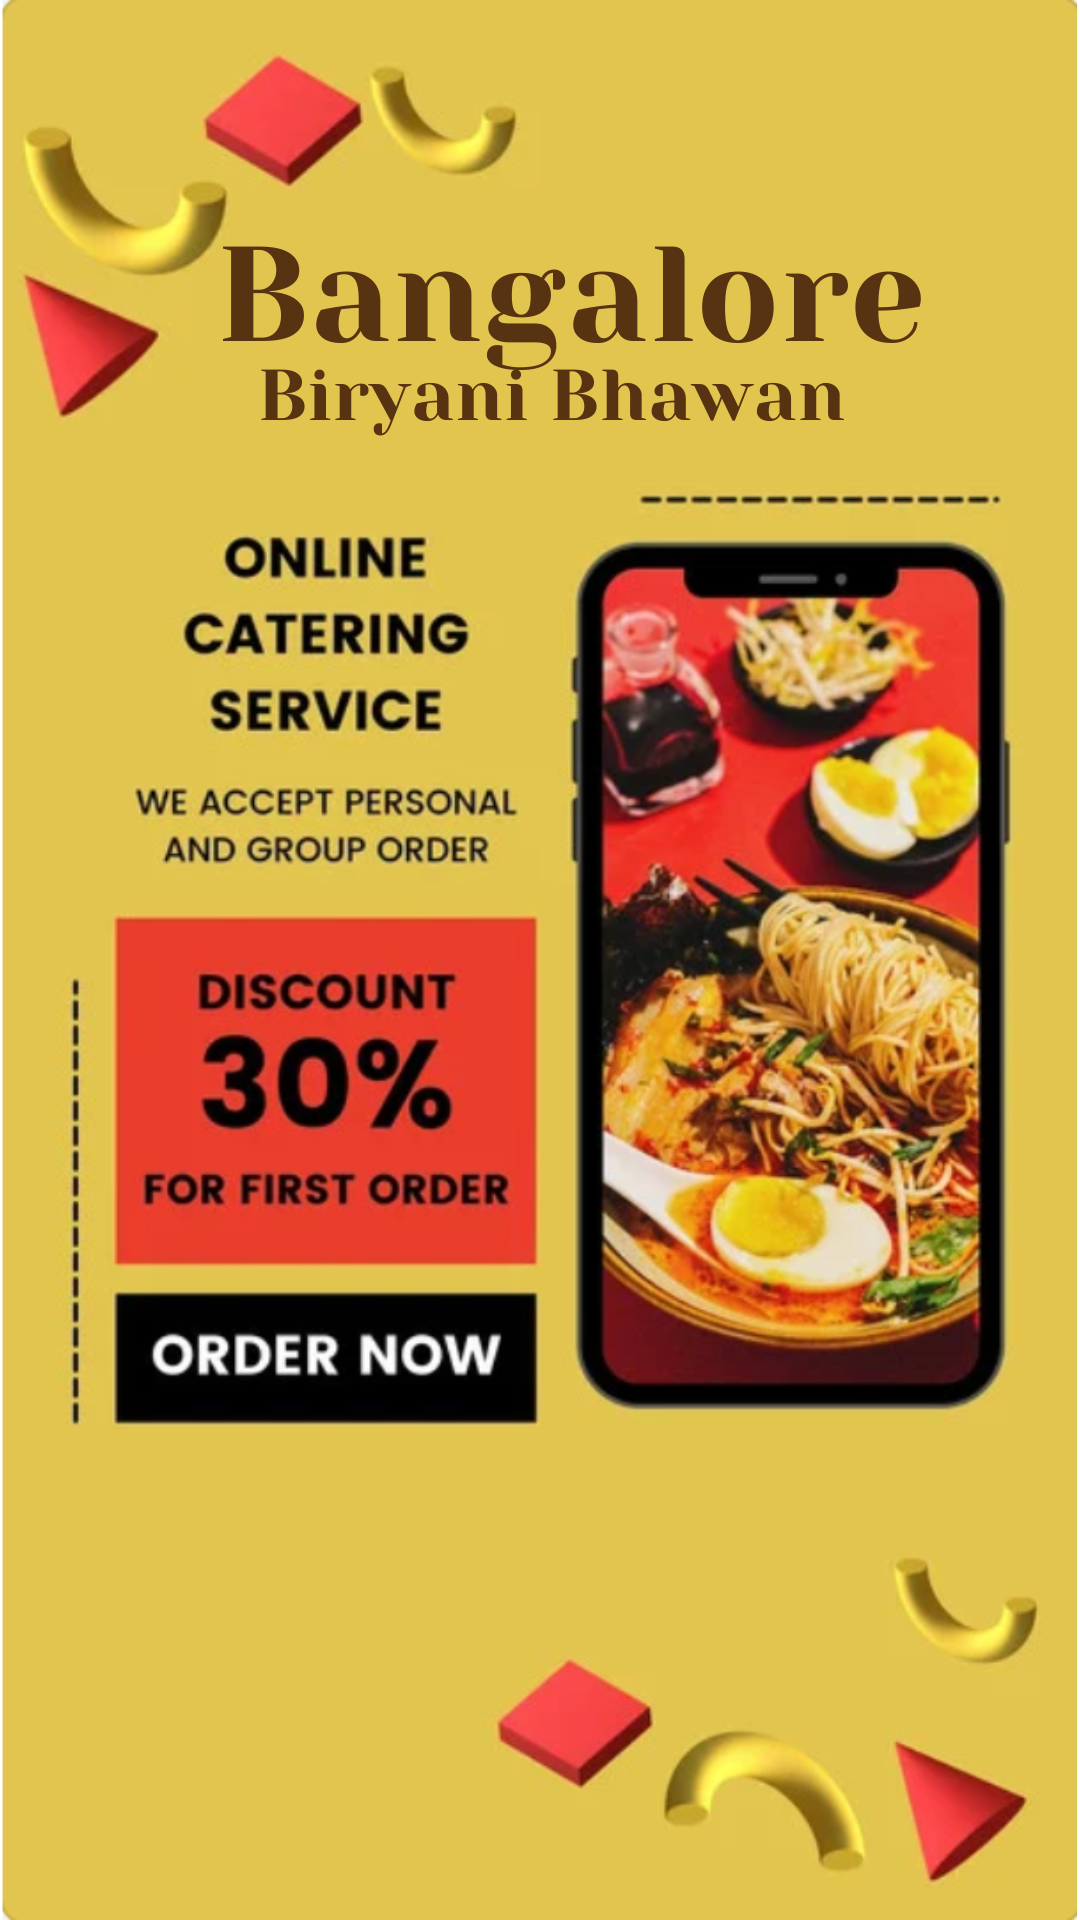 Bangalore
Biryani Bhawan
ONLINE
CATERING
SERVICE
WE ACCEPT PERSONAL
AND GROUP ORDER
DISCOUNT
30%
FOR FIRST ORDER
ORDER NOW